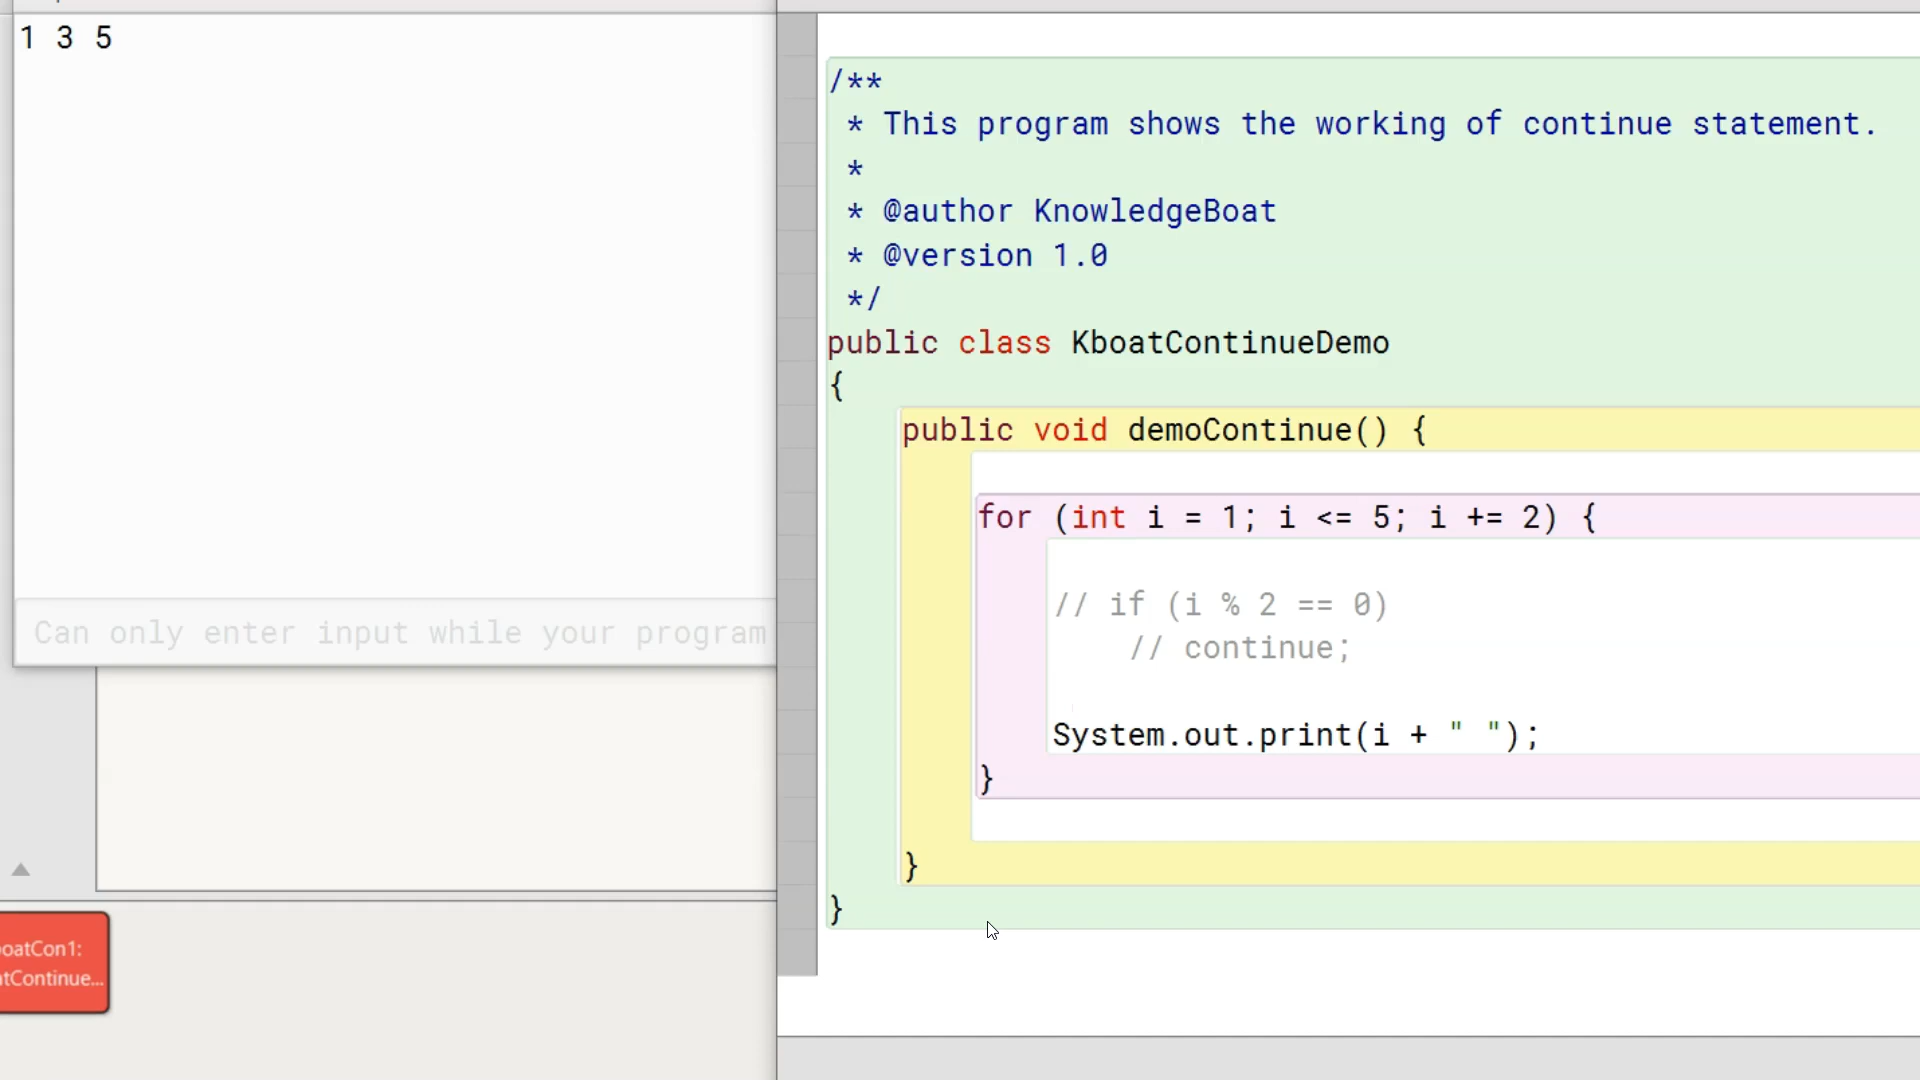 1 3 5
Can only enter input while your program
oatCon1:
tContinue...
/**
* This program shows the working of continue statement.
*
* @author KnowledgeBoat
* @version 1.0
*/
public class KboatContinueDemo
{
public void demoContinue() {
for (int i = 1; i <= 5; i += 2) {
// if (i % 2 == 0)
// continue;
System.out.print(i + " ");
}
}
}